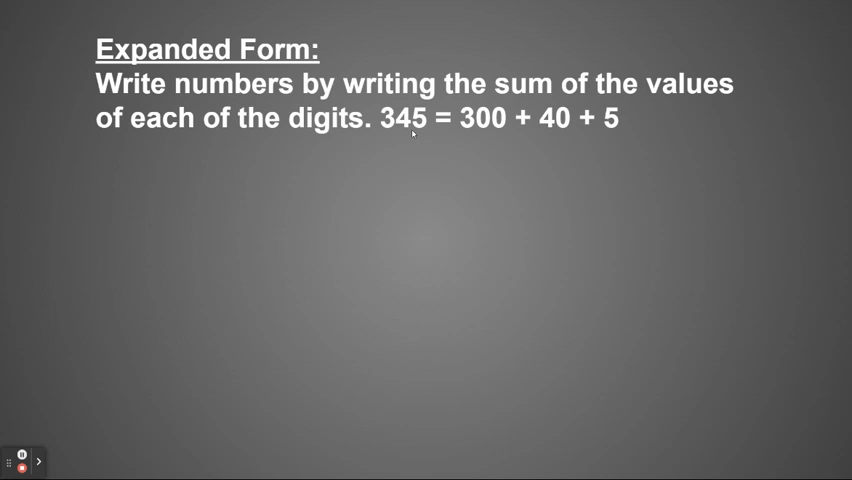 Expanded Form:
Write numbers by writing the sum of the values
of each of the digits. 345 = 300 + 40 + 5